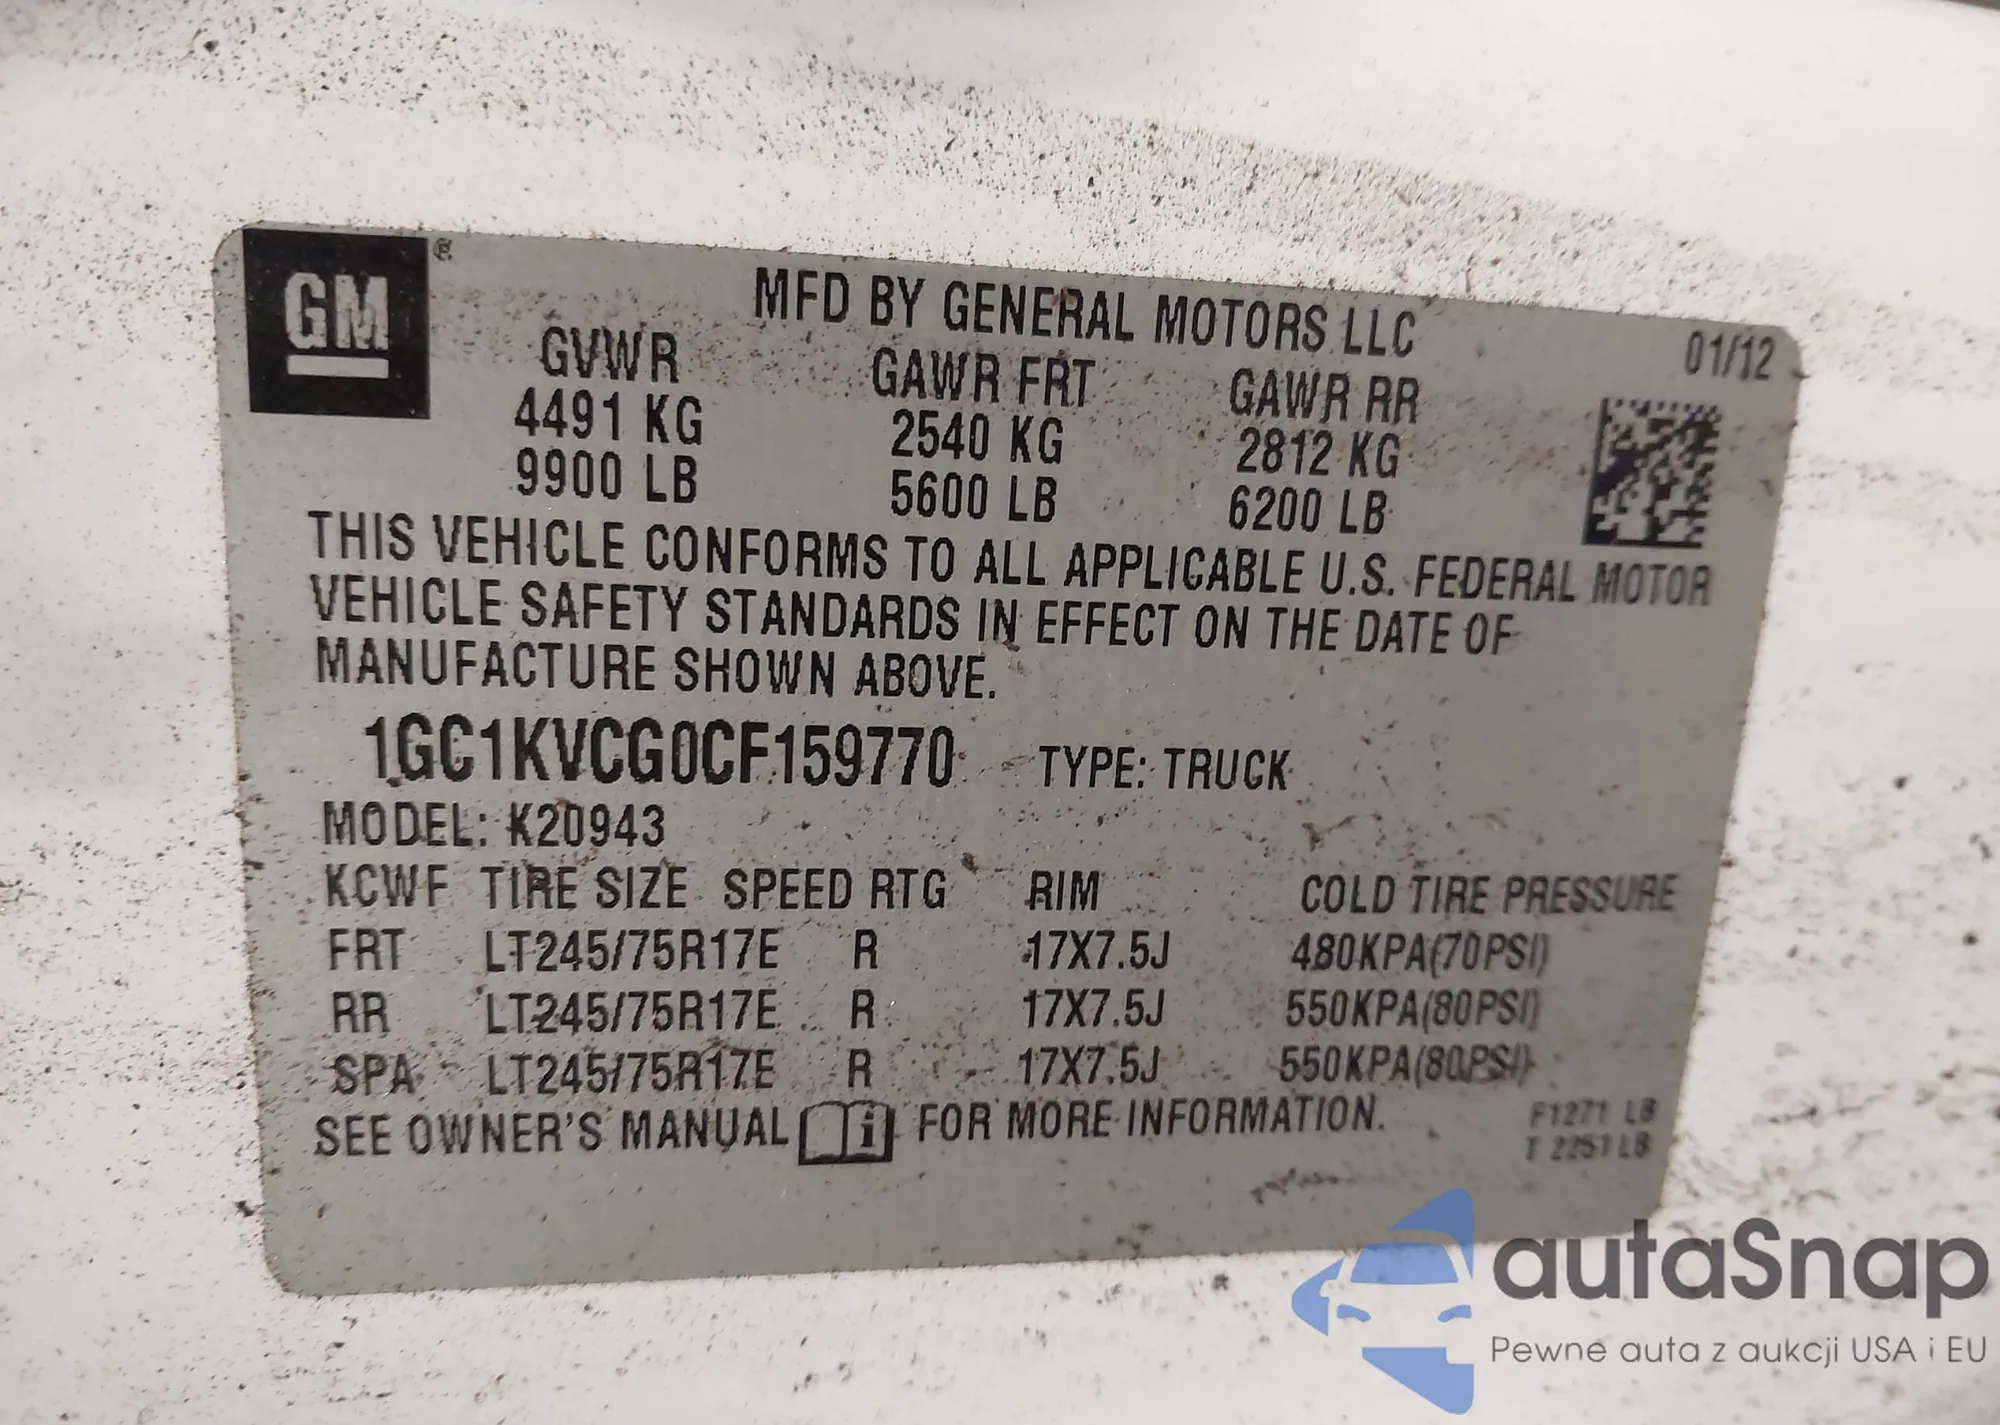 GM ®
MFD BY GENERAL MOTORS LLC
01/12
GVWR GAWR FRT GAWR RR
4491 KG 2540 KG 2812 KG
9900 LB 5600 LB 6200 LB
THIS VEHICLE CONFORMS TO ALL APPLICABLE U.S. FEDERAL MOTOR
VEHICLE SAFETY STANDARDS IN EFFECT ON THE DATE OF
MANUFACTURE SHOWN ABOVE.
1GC1KVCG0CF159770 TYPE: TRUCK
MODEL: K20943
KCWF TIRE SIZE SPEED RTG RIM COLD TIRE PRESSURE
FRT LT245/75R17E R 17X7.5J 480KPA(70PSI)
RR LT245/75R17E R 17X7.5J 550KPA(80PSI)
SPA LT245/75R17E R 17X7.5J 550KPA(80PSI)
SEE OWNER'S MANUAL i FOR MORE INFORMATION.
F1271 LB
T 2251 LB
autaSnap
Pewne auta z aukcji USA i EU